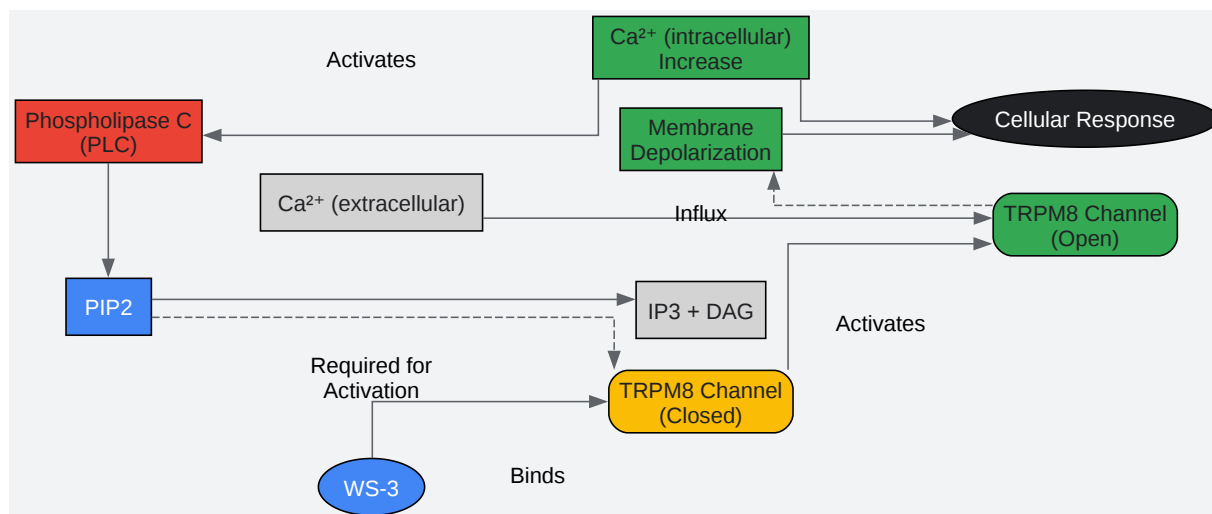 Ca²⁺ (intracellular)
Increase
Activates
Phospholipase C
(PLC)
Membrane
Depolarization
Cellular Response
Ca²⁺ (extracellular)
Influx
TRPM8 Channel
(Open)
PIP2
IP3 + DAG
Activates
Required for
Activation
TRPM8 Channel
(Closed)
WS-3
Binds